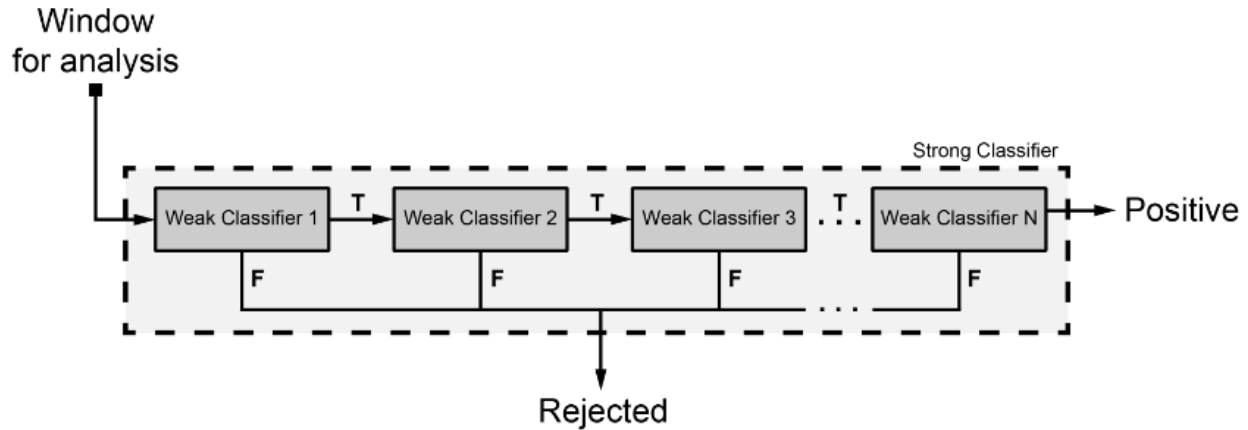 Window
for analysis
Strong Classifier
Weak Classifier 1
T
Weak Classifier 2
T
Weak Classifier 3
. . T . .
Weak Classifier N
Positive
F
F
F
. . .
F
Rejected